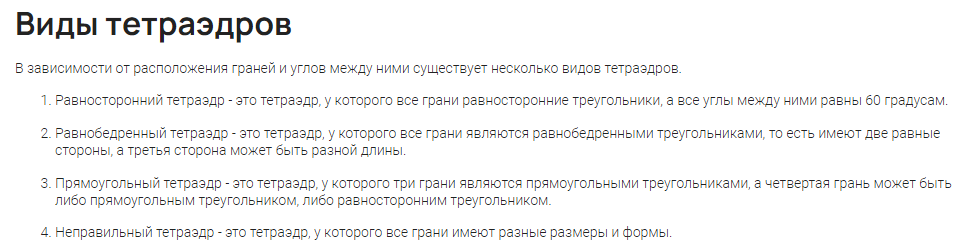 Виды тетраэдров
В зависимости от расположения граней и углов между ними существует несколько видов тетраэдров.
1. Равносторонний тетраэдр - это тетраэдр, у которого все грани равносторонние треугольники, а все углы между ними равны 60 градусам.
2. Равнобедренный тетраэдр - это тетраэдр, у которого все грани являются равнобедренными треугольниками, то есть имеют две равные
стороны, а третья сторона может быть разной длины.
3. Прямоугольный тетраэдр - это тетраэдр, у которого три грани являются прямоугольными треугольниками, а четвертая грань может быть
либо прямоугольным треугольником, либо равносторонним треугольником.
4. Неправильный тетраэдр - это тетраэдр, у которого все грани имеют разные размеры и формы.